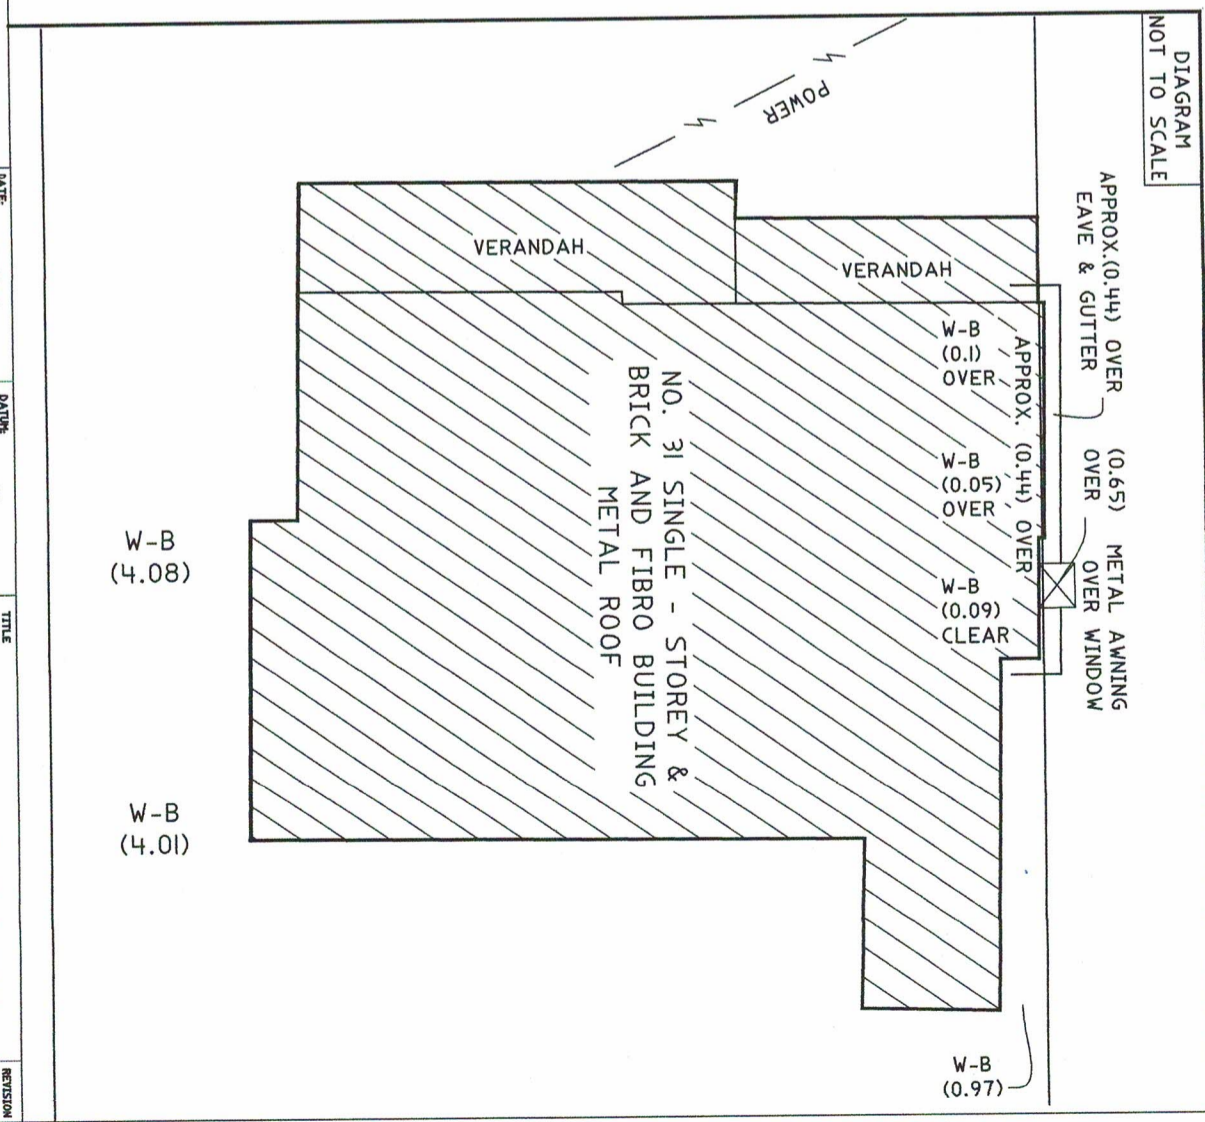 DIAGRAM
NOT TO SCALE
POWER
APPROX.(0.44) OVER
EAVE & GUTTER
(0.65) METAL AWNING
OVER OVER WINDOW
VERANDAH
VERANDAH
W-B
(0.1)
OVER
APPROX. (0.44) OVER
W-B
(0.05)
OVER
W-B
(0.09)
CLEAR
NO. 31 SINGLE - STOREY &
BRICK AND FIBRO BUILDING
METAL ROOF
W-B
(4.08)
W-B
(4.01)
W-B
(0.97)
DATE:
DATUM:
TITLE
REVISION